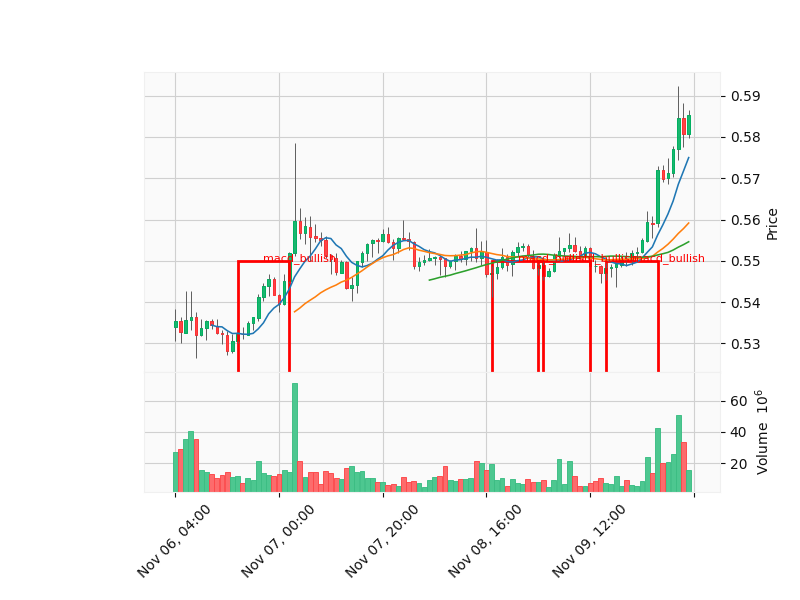 0.59
0.58
0.57
0.56
0.55
0.54
0.53
Price
macd_bullish
macd_bullish
60
40
20
Volume 10^6
Nov 06, 04:00
Nov 07, 00:00
Nov 07, 20:00
Nov 08, 16:00
Nov 09, 12:00